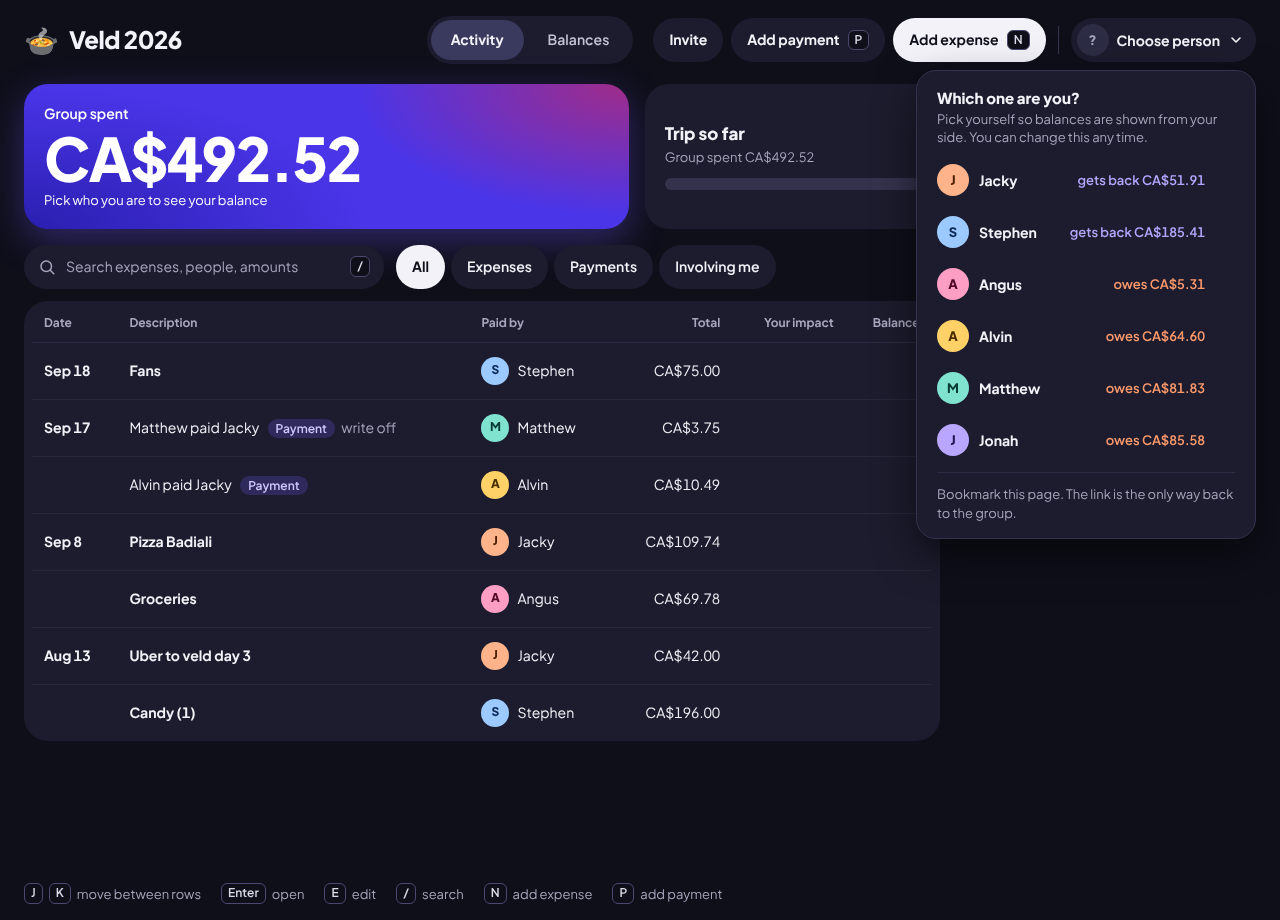 Veld 2026
Activity
Balances
Invite
Add payment P
Add expense N
? Choose person
Group spent
CA$492.52
Pick who you are to see your balance
Trip so far
Group spent CA$492.52
Which one are you?
Pick yourself so balances are shown from your
side. You can change this any time.
J Jacky gets back CA$51.91
S Stephen gets back CA$185.41
A Angus owes CA$5.31
A Alvin owes CA$64.60
M Matthew owes CA$81.83
J Jonah owes CA$85.58
Bookmark this page. The link is the only way back
to the group.
Search expenses, people, amounts /
All
Expenses
Payments
Involving me
Date Description Paid by Total Your impact Balance
Sep 18 Fans S Stephen CA$75.00
Sep 17 Matthew paid Jacky Payment write off M Matthew CA$3.75
Alvin paid Jacky Payment A Alvin CA$10.49
Sep 8 Pizza Badiali J Jacky CA$109.74
Groceries A Angus CA$69.78
Aug 13 Uber to veld day 3 J Jacky CA$42.00
Candy (1) S Stephen CA$196.00
J K move between rows Enter open E edit / search N add expense P add payment